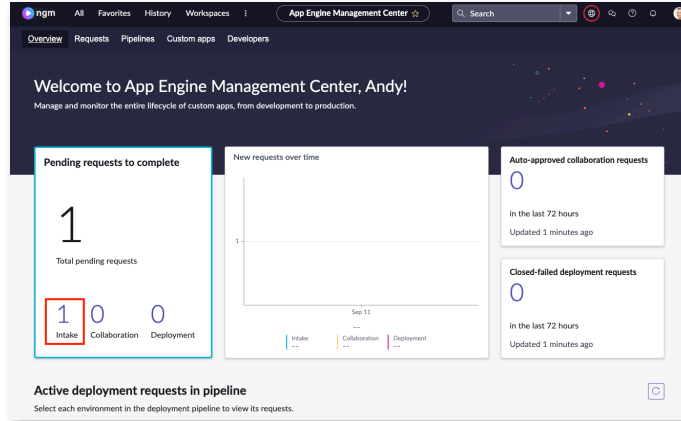 ngm All Favorites History Workspaces App Engine Management Center Search
Overview Requests Pipelines Custom apps Developers
Welcome to App Engine Management Center, Andy!
Manage and monitor the entire lifecycle of custom apps, from development to production.
Pending requests to complete
1
Total pending requests
1 0 0
Intake Collaboration Deployment
New requests over time
1
Sep 11
--
Intake Collaboration Deployment
-- -- --
Auto-approved collaboration requests
0
in the last 72 hours
Updated 1 minutes ago
Closed-failed deployment requests
0
in the last 72 hours
Updated 1 minutes ago
Active deployment requests in pipeline
Select each environment in the deployment pipeline to view its requests.